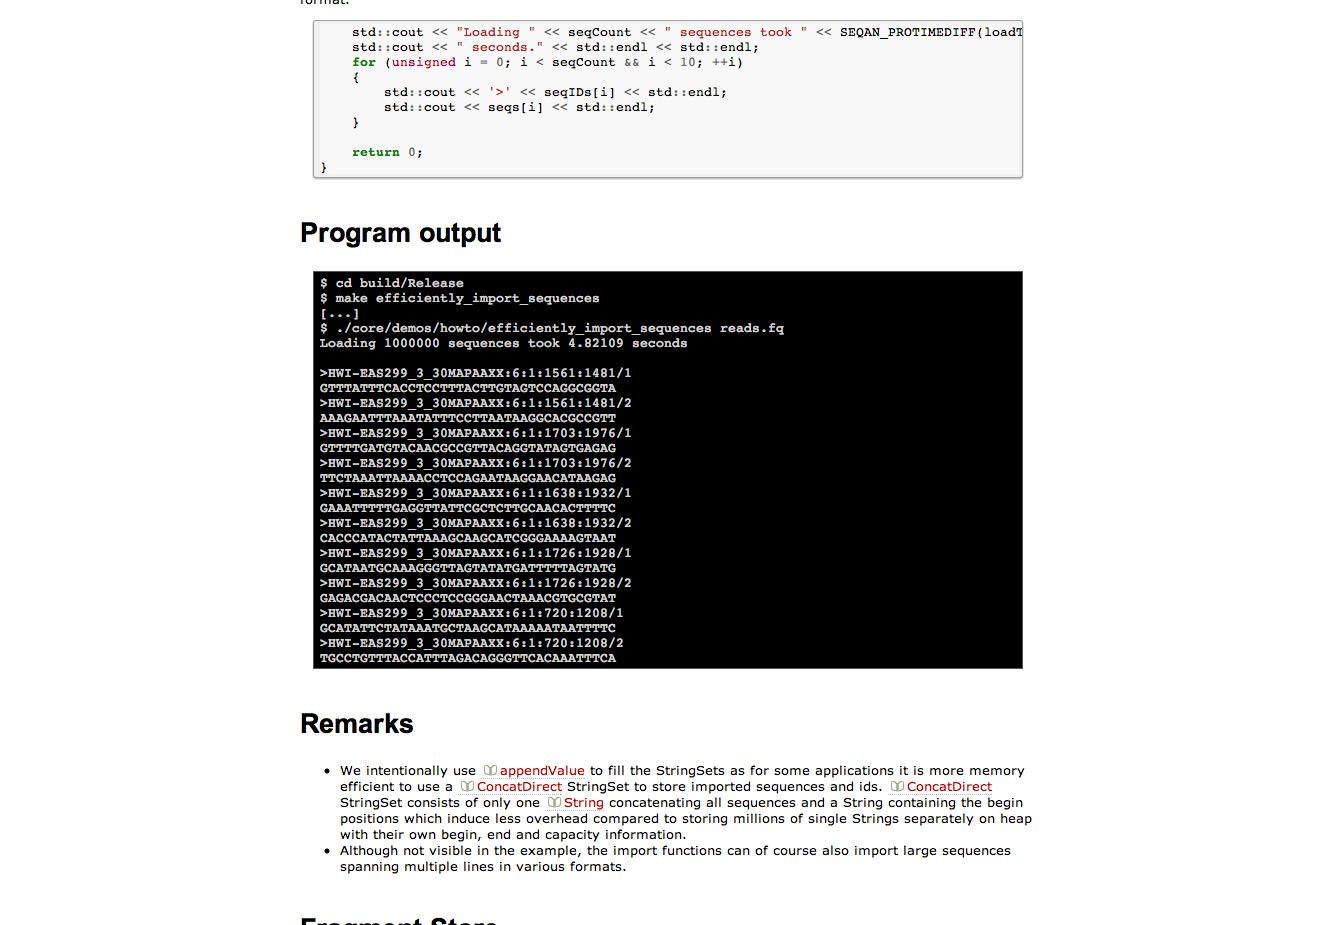 format.
std::cout << "Loading " << seqCount << " sequences took " << SEQAN_PROTIMEDIFF(loadT
std::cout << " seconds." << std::endl << std::endl;
for (unsigned i = 0; i < seqCount && i < 10; ++i)
{
std::cout << '>' << seqIDs[i] << std::endl;
std::cout << seqs[i] << std::endl;
}
return 0;
}
Program output
$ cd build/Release
$ make efficiently_import_sequences
[...]
$ ./core/demos/howto/efficiently_import_sequences reads.fq
Loading 1000000 sequences took 4.82109 seconds
>HWI-EAS299_3_30MAPAAXX:6:1:1561:1481/1
GTTTATTTCACCTCCTTTACTTGTAGTCCAGGCGGTA
>HWI-EAS299_3_30MAPAAXX:6:1:1561:1481/2
AAAGAATTTAAATATTTCCTTAATAAGGCACGCCGTT
>HWI-EAS299_3_30MAPAAXX:6:1:1703:1976/1
GTTTTGATGTACAACGCCGTTACAGGTATAGTGAGAG
>HWI-EAS299_3_30MAPAAXX:6:1:1703:1976/2
TTCTAAATTAAAACCTCCAGAATAAGGAACATAAGAG
>HWI-EAS299_3_30MAPAAXX:6:1:1638:1932/1
GAAATTTTTGAGGTTATTCGCTCTTGCAACACTTTTC
>HWI-EAS299_3_30MAPAAXX:6:1:1638:1932/2
CACCCATACTATTAAAGCAAGCATCGGGAAAAGTAAT
>HWI-EAS299_3_30MAPAAXX:6:1:1726:1928/1
GCATAATGCAAAGGGTTAGTATATGATTTTTAGTATG
>HWI-EAS299_3_30MAPAAXX:6:1:1726:1928/2
GAGACGACAACTCCCTCCGGGAACTAAACGTGCGTAT
>HWI-EAS299_3_30MAPAAXX:6:1:720:1208/1
GCATATTCTATAAATGCTAAGCATAAAAATAATTTTC
>HWI-EAS299_3_30MAPAAXX:6:1:720:1208/2
TGCCTGTTTACCATTTAGACAGGGTTCACAAATTTCA
Remarks
• We intentionally use appendValue to fill the StringSets as for some applications it is more memory
efficient to use a ConcatDirect StringSet to store imported sequences and ids. ConcatDirect
StringSet consists of only one String concatenating all sequences and a String containing the begin
positions which induce less overhead compared to storing millions of single Strings separately on heap
with their own begin, end and capacity information.
• Although not visible in the example, the import functions can of course also import large sequences
spanning multiple lines in various formats.
Fragment Store